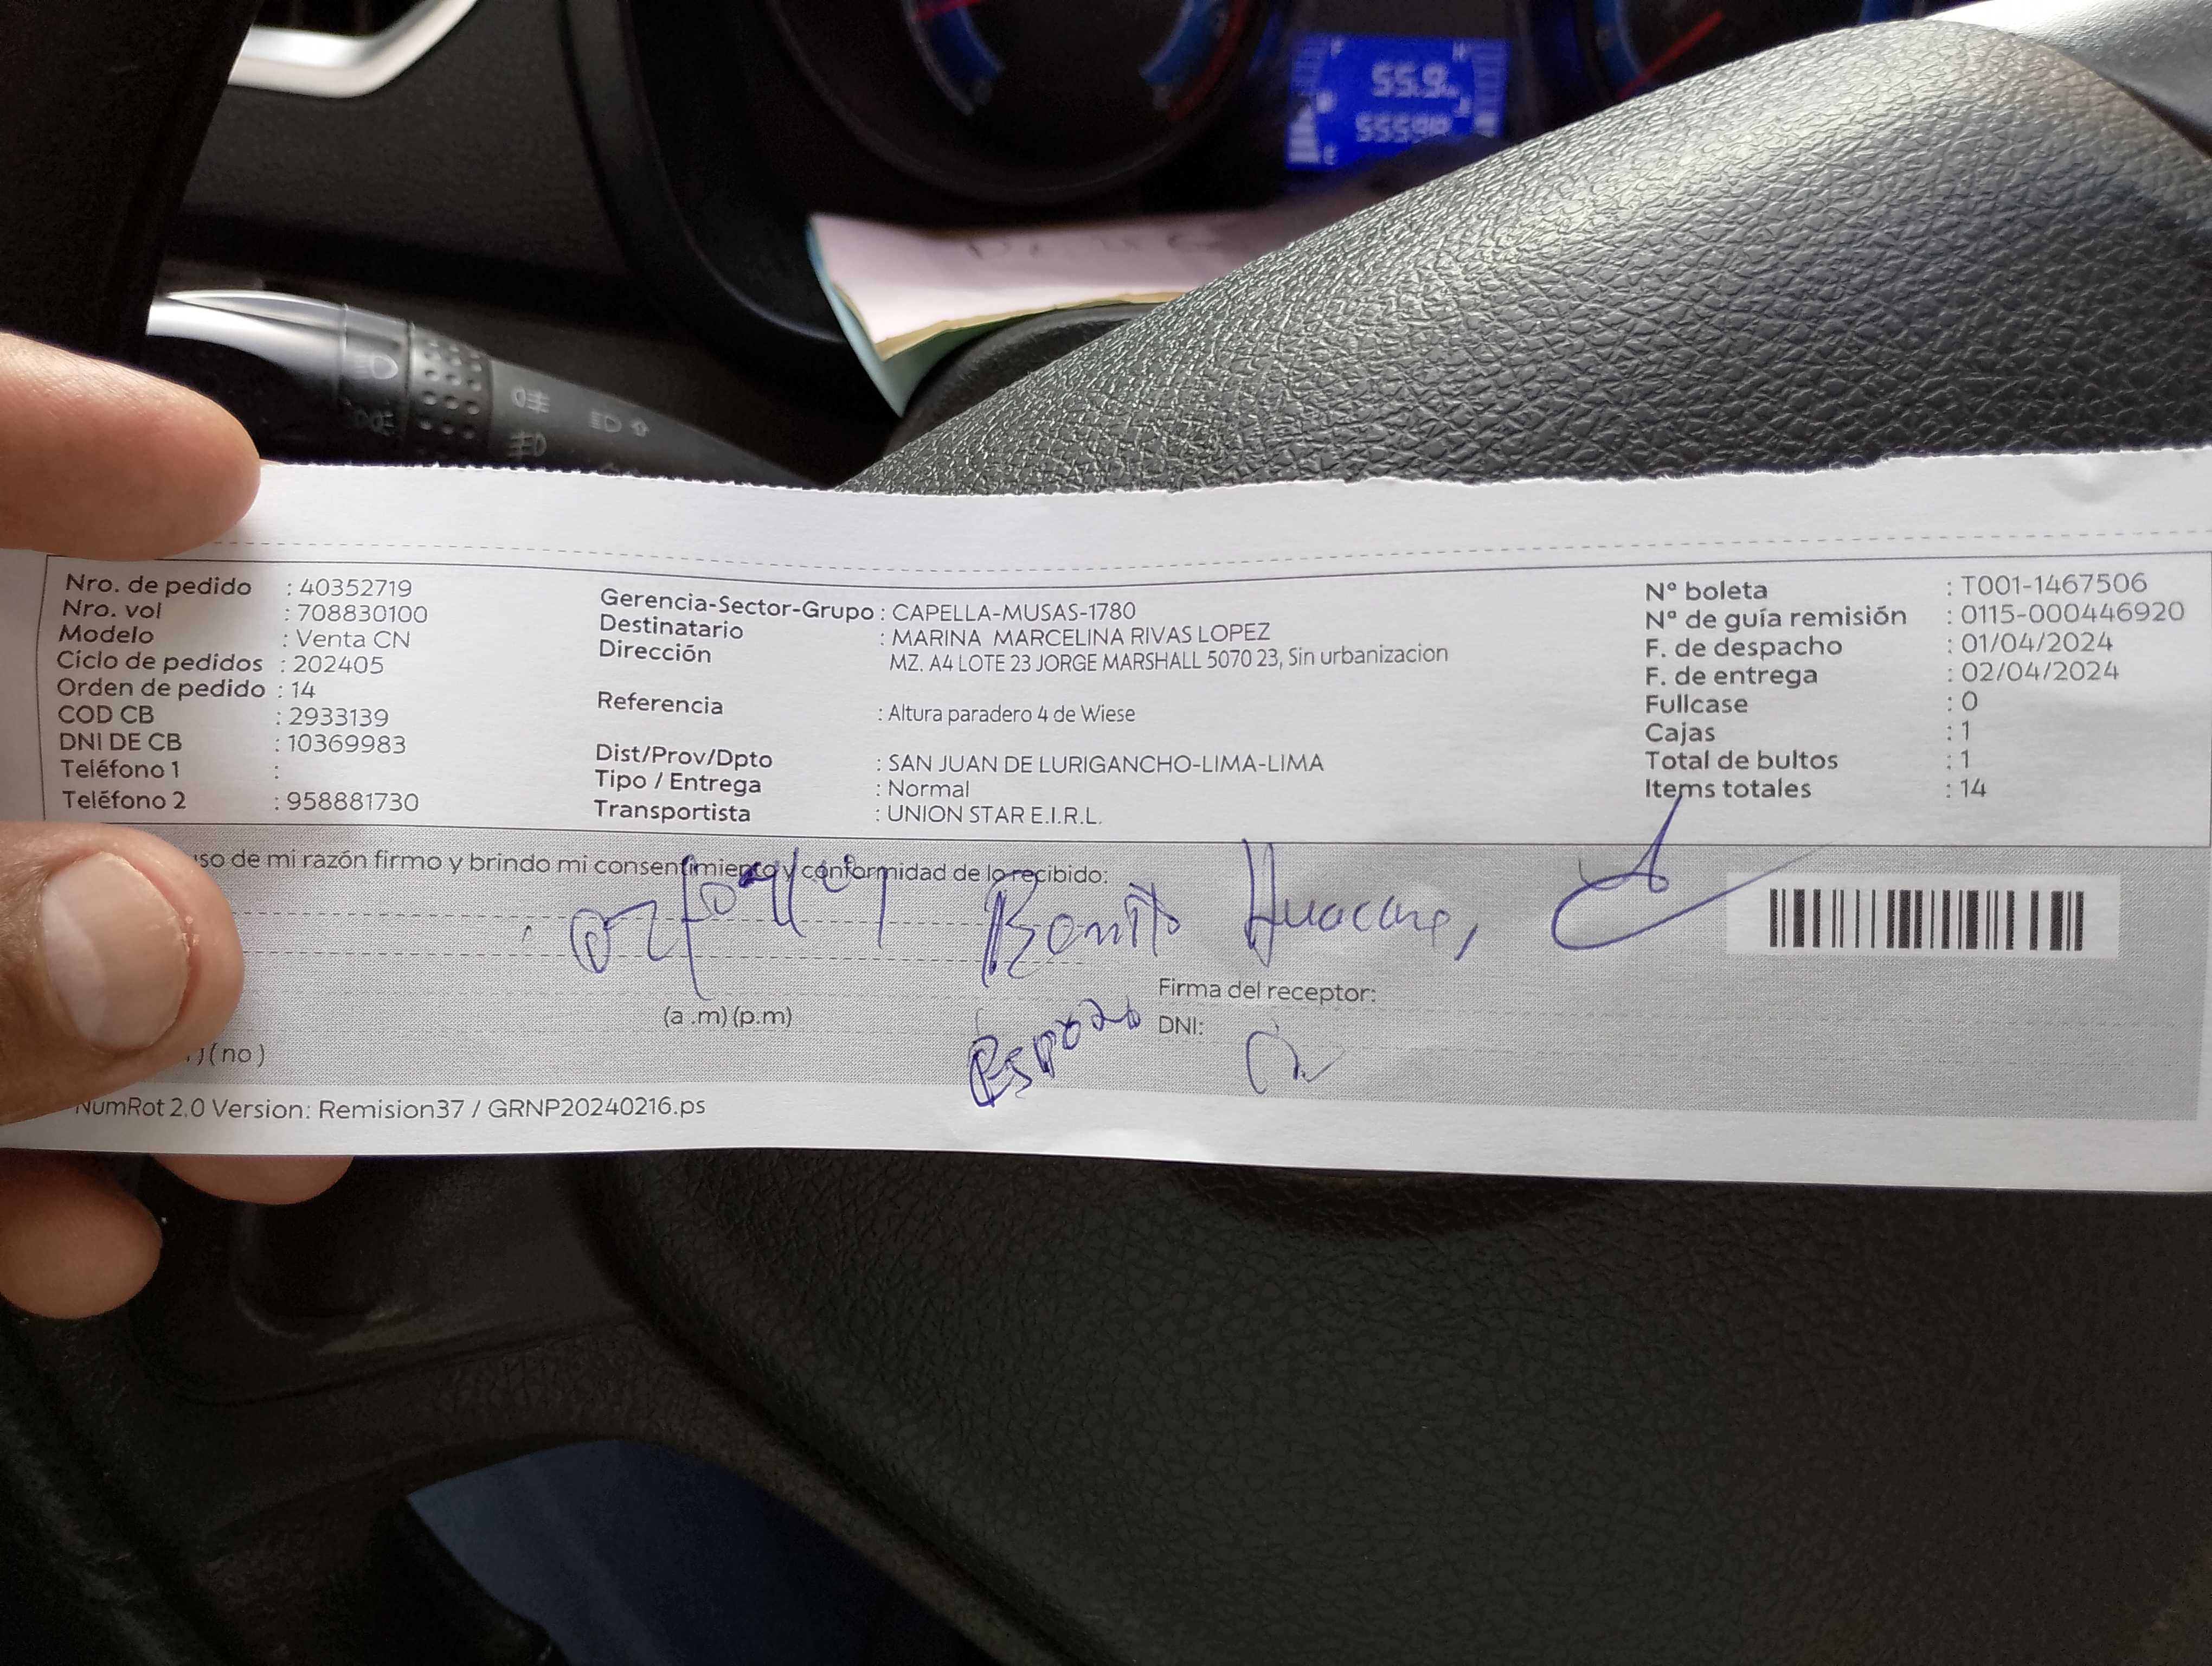 55.9
Nro. de pedido : 40352719
Nro. vol : 708830100
Modelo : Venta CN
Ciclo de pedidos : 202405
Orden de pedido : 14
COD CB : 2933139
DNI DE CB : 10369983
Teléfono 1 :
Teléfono 2 : 958881730
Gerencia-Sector-Grupo : CAPELLA-MUSAS-1780
Destinatario : MARINA MARCELINA RIVAS LOPEZ
Dirección MZ. A4 LOTE 23 JORGE MARSHALL 5070 23, Sin urbanizacion
Referencia : Altura paradero 4 de Wiese
Dist/Prov/Dpto : SAN JUAN DE LURIGANCHO-LIMA-LIMA
Tipo / Entrega : Normal
Transportista : UNION STAR E.I.R.L.
N° boleta : T001-1467506
N° de guía remisión : 0115-000446920
F. de despacho : 01/04/2024
F. de entrega : 02/04/2024
Fullcase : 0
Cajas : 1
Total de bultos : 1
Items totales : 14
uso de mi razón firmo y brindo mi consentimiento y conformidad de lo recibido:
Benito
Firma del receptor:
(a .m) (p.m)
Esposo
DNI:
(no)
NumRot 2.0 Version: Remision37 / GRNP20240216.ps